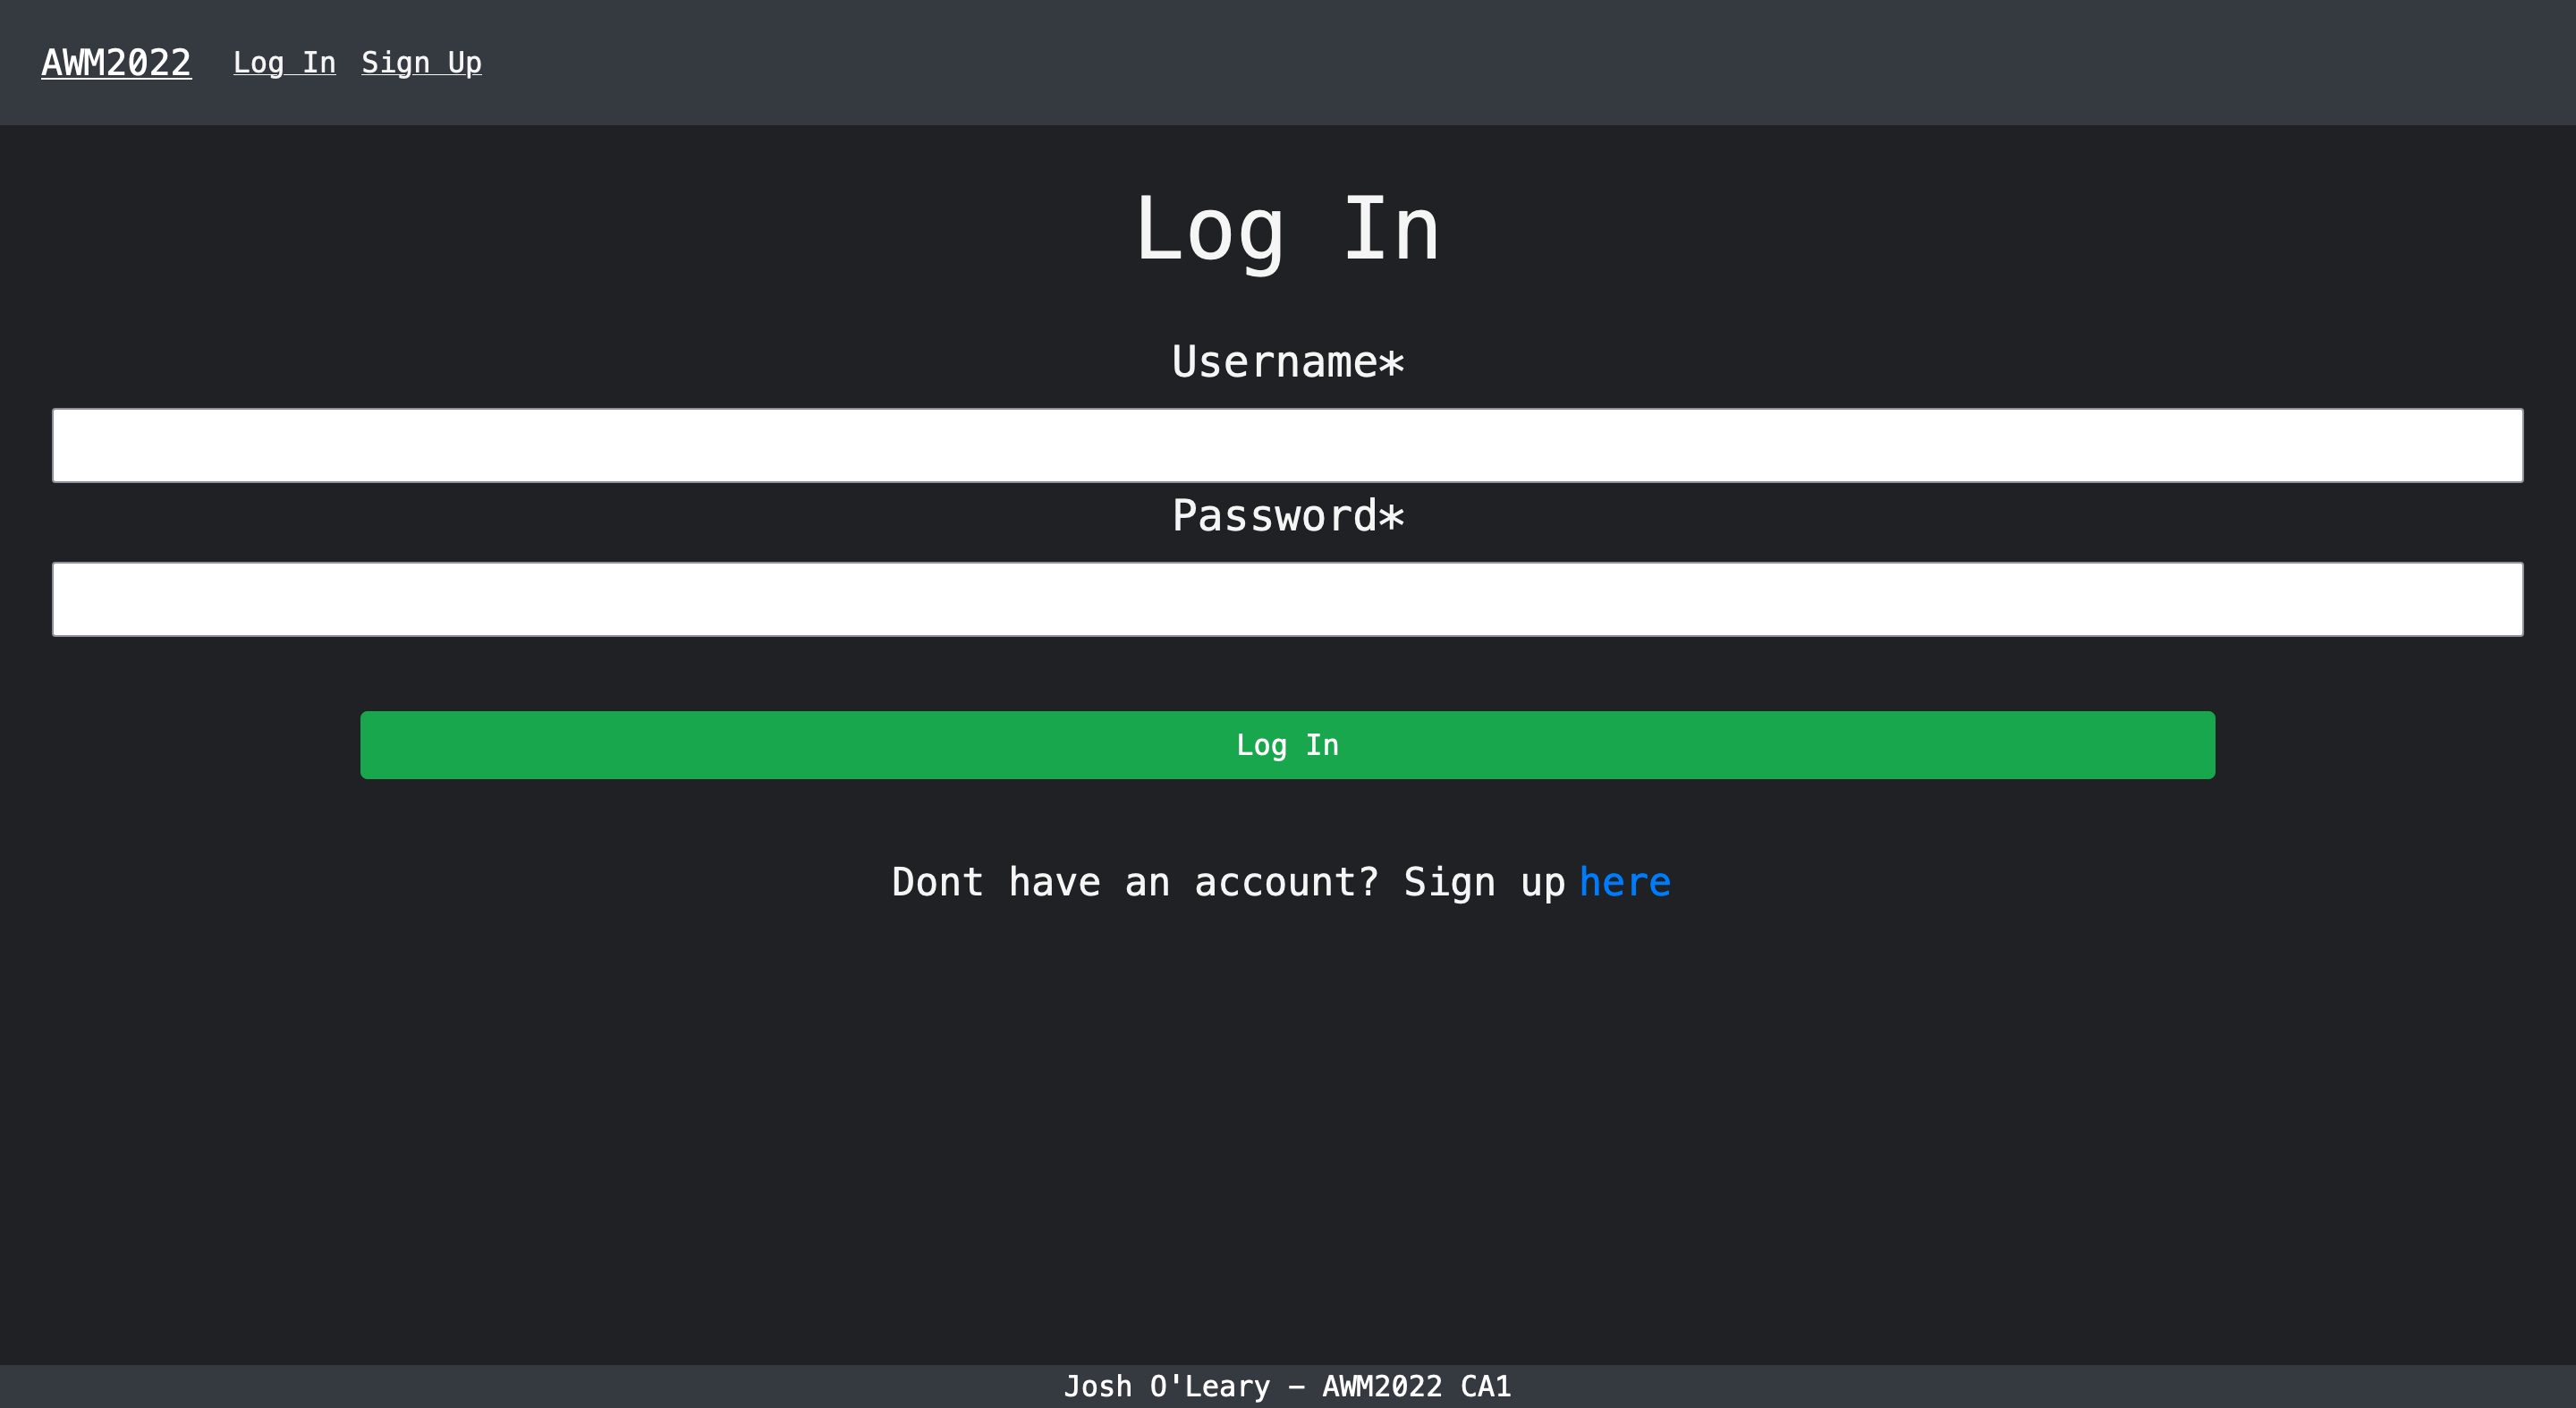 AWM2022 Log In Sign Up
Log In
Username*
Password*
Log In
Dont have an account? Sign up here
Josh O'Leary - AWM2022 CA1